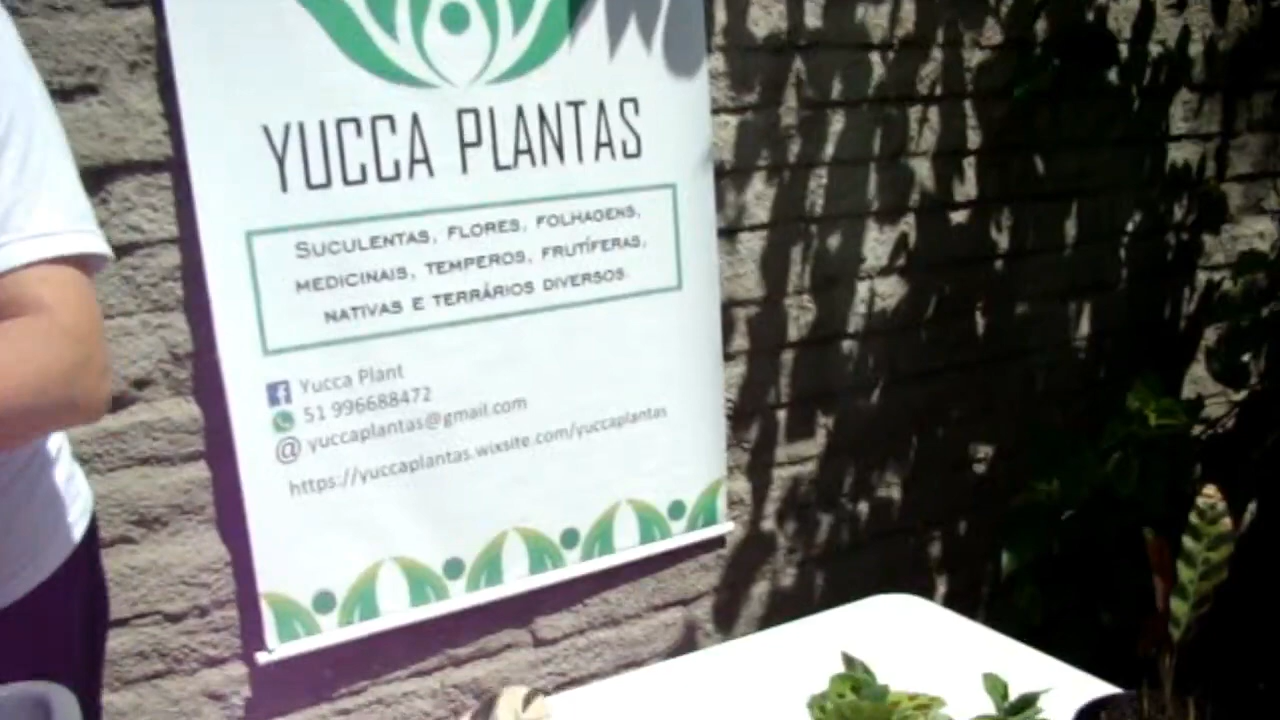 YUCCA PLANTAS
SUCULENTAS, FLORES, FOLHAGENS,
MEDICINAIS, TEMPEROS, FRUTÍFERAS,
NATIVAS E TERRÁRIOS DIVERSOS.
Yucca Plant
51 996688472
@ yuccaplantas@gmail.com
https://yuccaplantas.wixsite.com/yuccaplantas